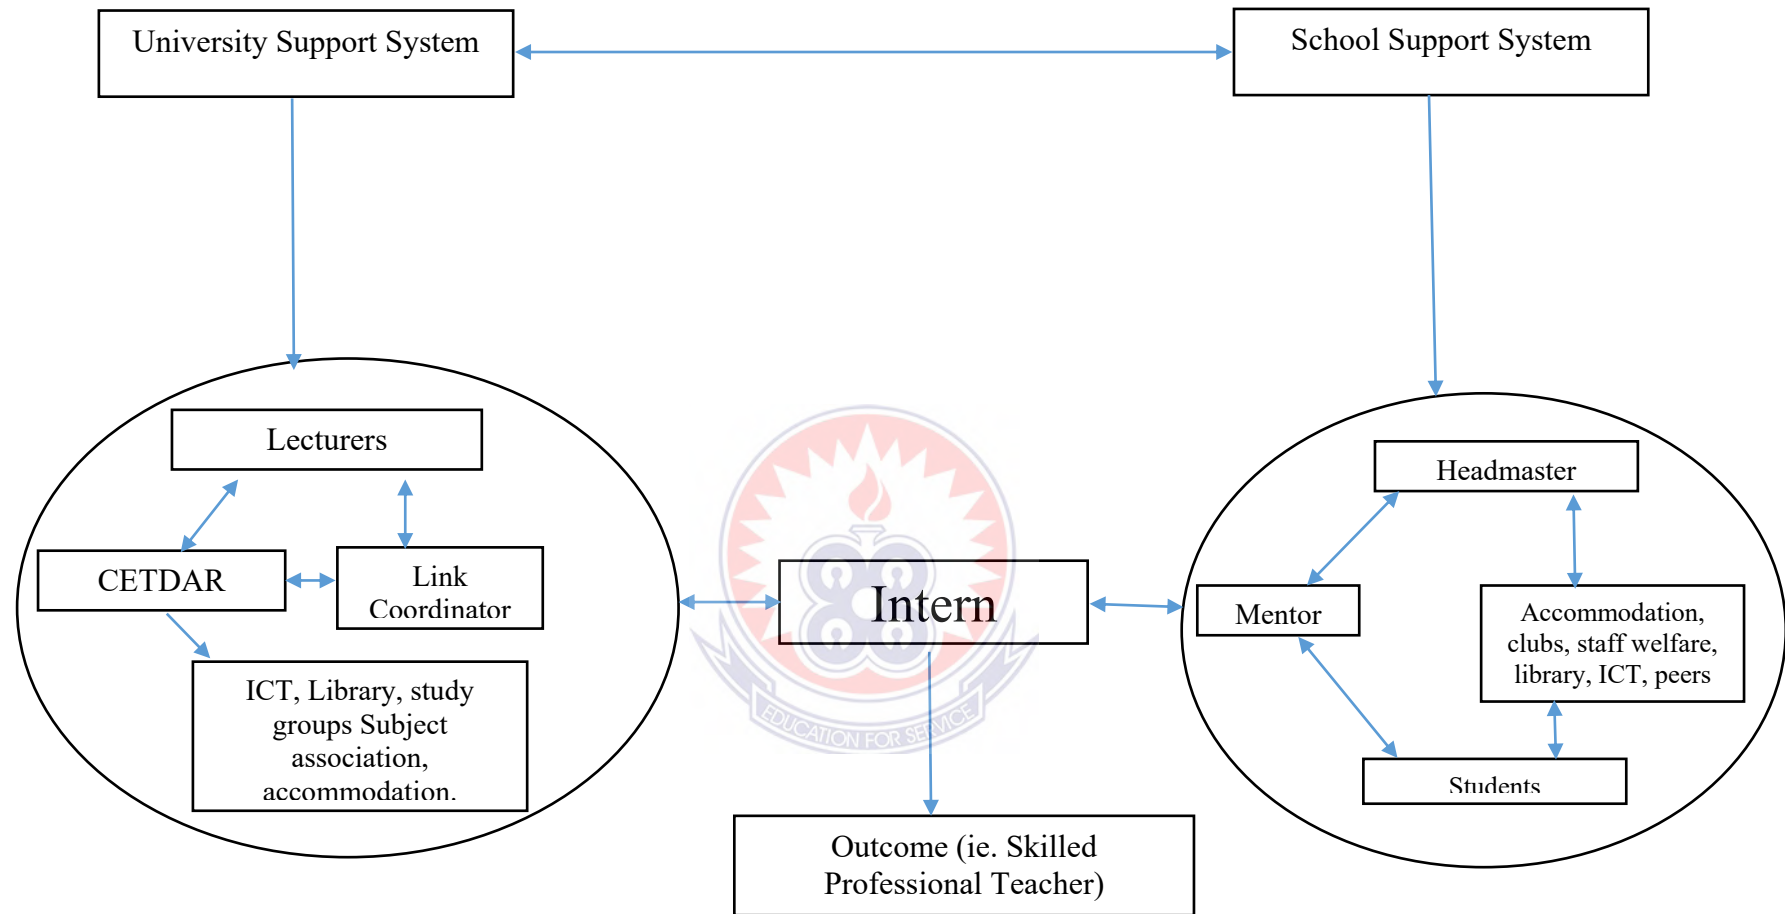 University Support System
School Support System
Lecturers
CETDAR
Link
Coordinator
ICT, Library, study
groups Subject
association,
accommodation.
Intern
Headmaster
Mentor
Accommodation,
clubs, staff welfare,
library, ICT, peers
Students
EDUCATION FOR SERVICE
Outcome (ie. Skilled
Professional Teacher)